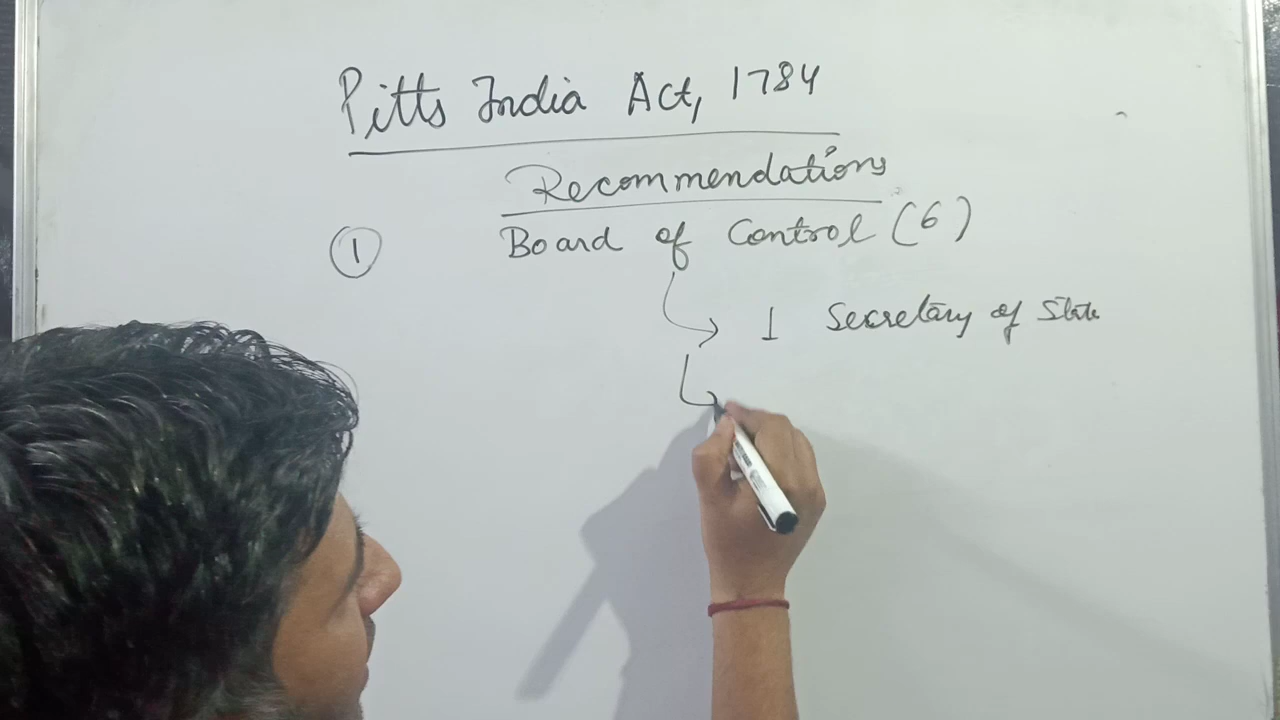 Pitts India Act, 1784
Recommendations
① Board of Control (6)
1 Secretary of State